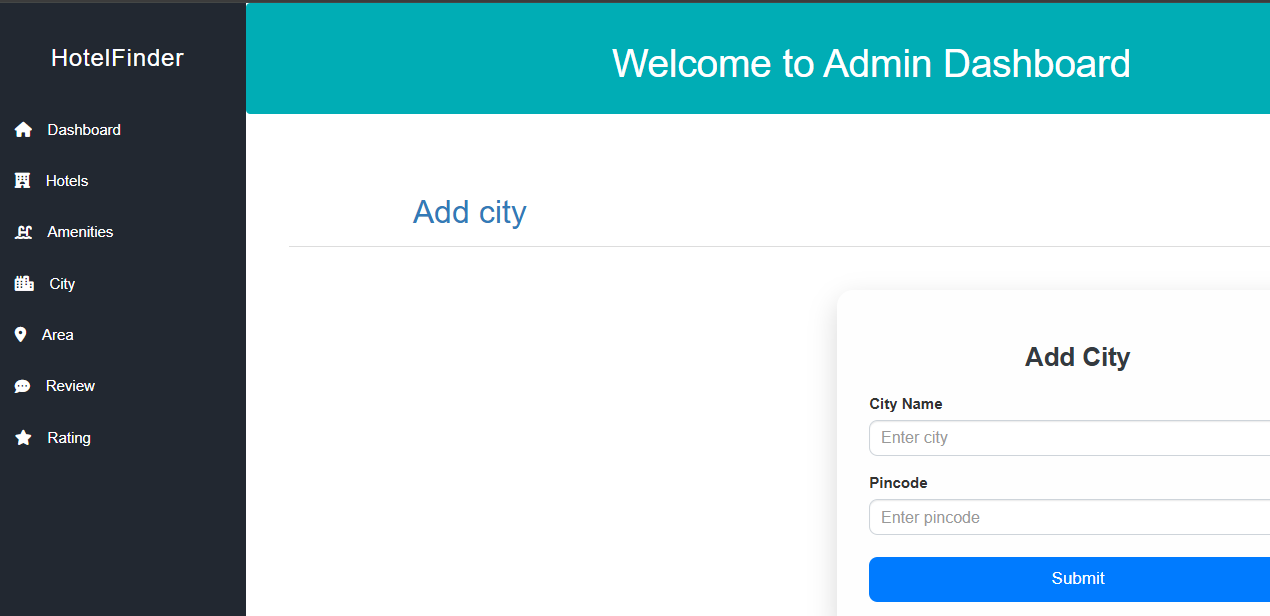 HotelFinder
Dashboard
Hotels
Amenities
City
Area
Review
Rating
Welcome to Admin Dashboard
Add city
Add City
City Name
Enter city
Pincode
Enter pincode
Submit